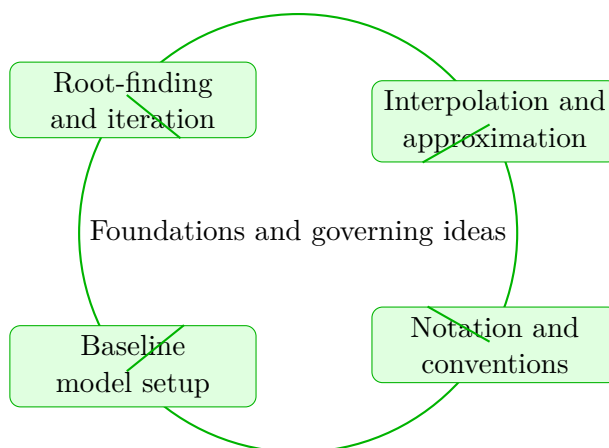 Root-finding
and iteration
Interpolation and
approximation
Foundations and governing ideas
Baseline
model setup
Notation and
conventions